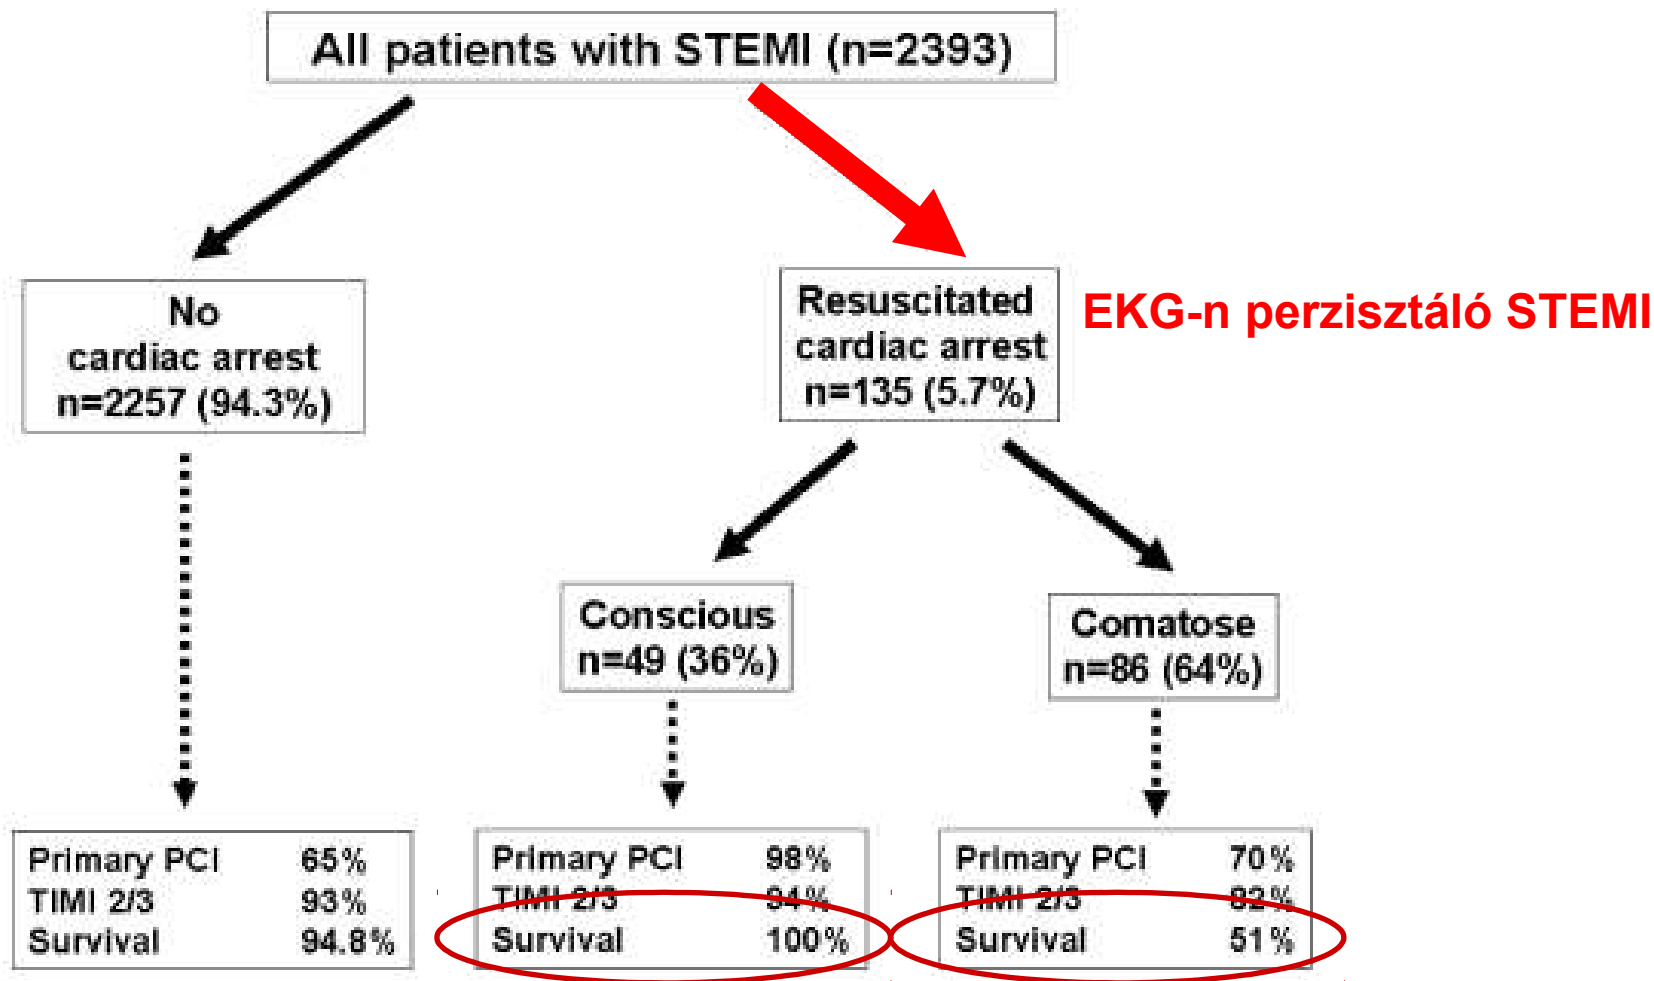 All patients with STEMI (n=2393)
No
cardiac arrest
n=2257 (94.3%)
Resuscitated
cardiac arrest
n=135 (5.7%)
EKG-n perzisztáló STEMI
Conscious
n=49 (36%)
Comatose
n=86 (64%)
Primary PCI 65%
TIMI 2/3 93%
Survival 94.8%
Primary PCI 98%
TIMI 2/3 94%
Survival 100%
Primary PCI 70%
TIMI 2/3 82%
Survival 51%